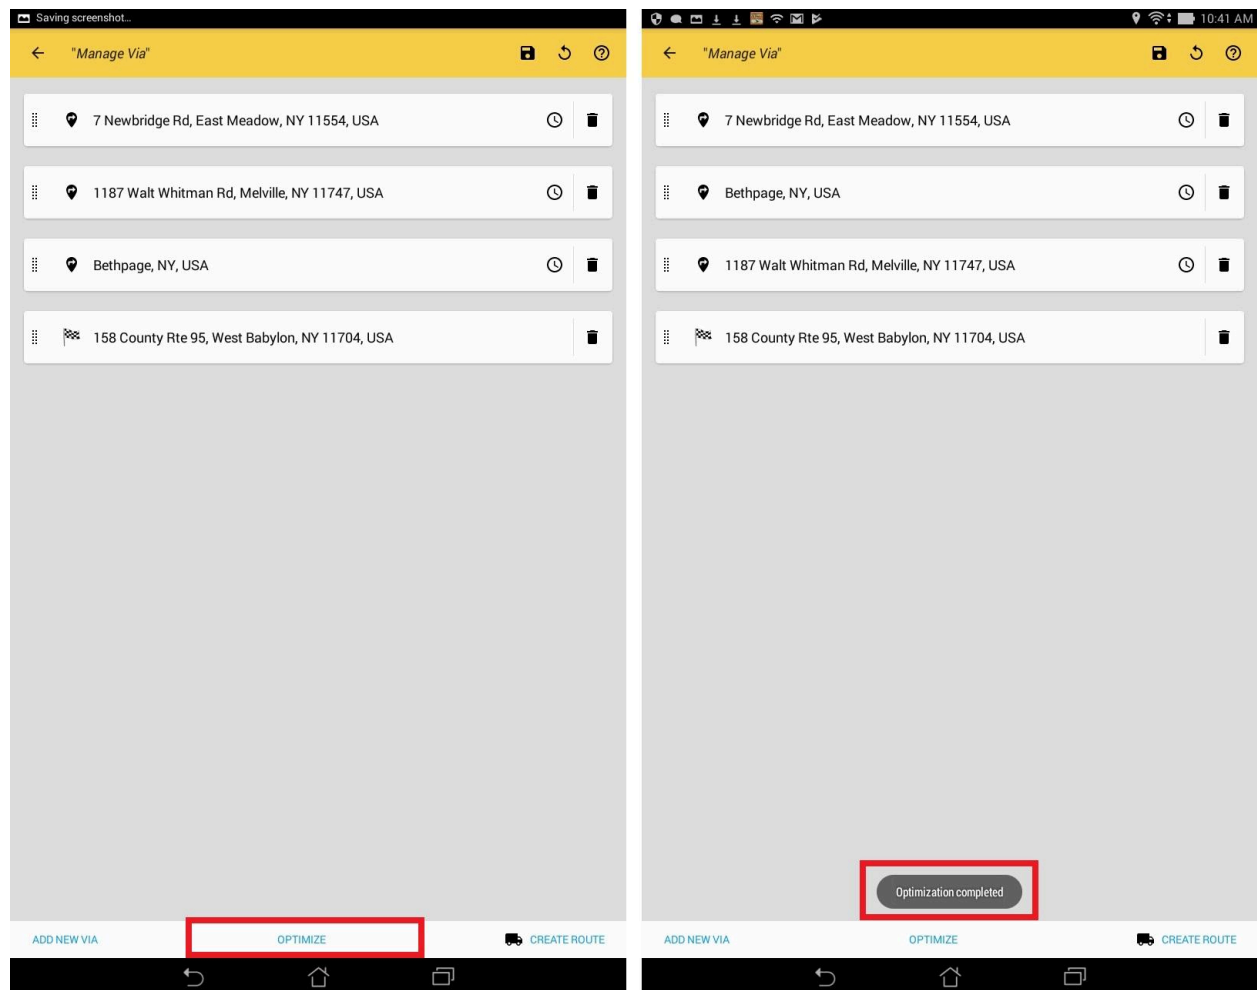 Saving screenshot...
"Manage Via"
7 Newbridge Rd, East Meadow, NY 11554, USA
1187 Walt Whitman Rd, Melville, NY 11747, USA
Bethpage, NY, USA
158 County Rte 95, West Babylon, NY 11704, USA
ADD NEW VIA
OPTIMIZE
CREATE ROUTE
10:41 AM
"Manage Via"
7 Newbridge Rd, East Meadow, NY 11554, USA
Bethpage, NY, USA
1187 Walt Whitman Rd, Melville, NY 11747, USA
158 County Rte 95, West Babylon, NY 11704, USA
Optimization completed
ADD NEW VIA
OPTIMIZE
CREATE ROUTE